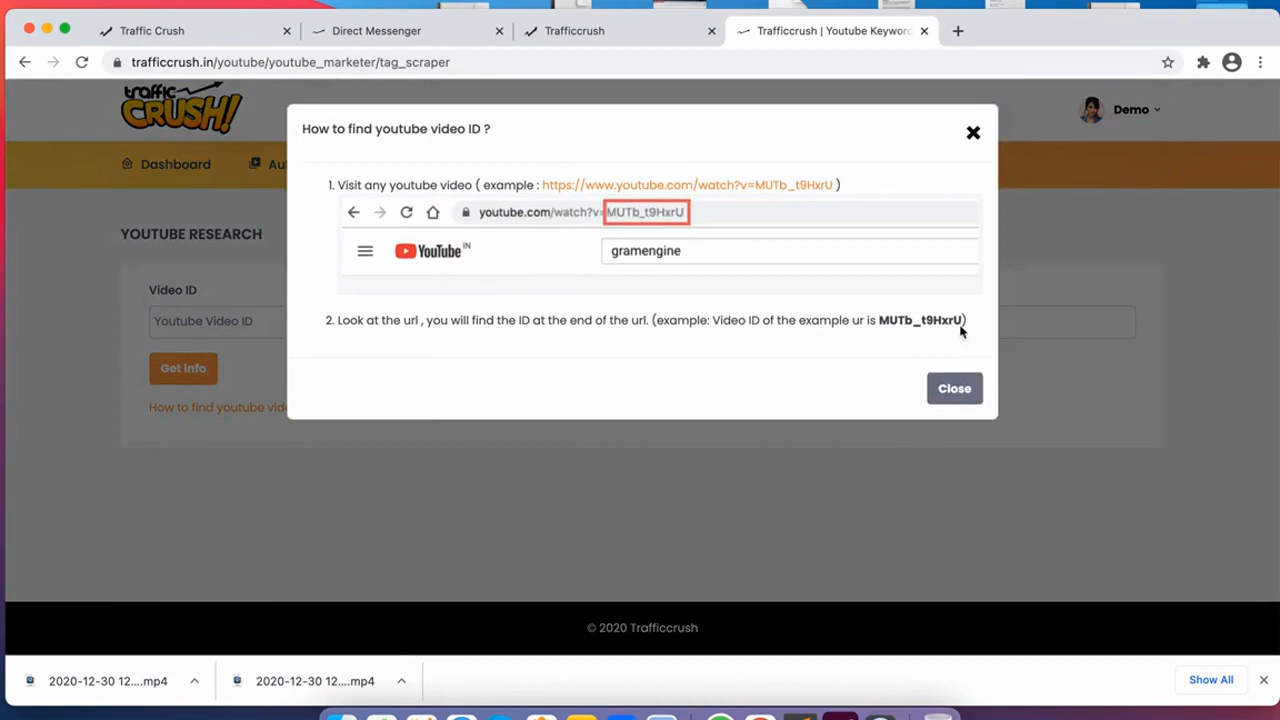 Traffic Crush
Direct Messenger
Trafficcrush
Trafficcrush | Youtube Keyword
trafficcrush.in/youtube/youtube_marketer/tag_scraper
traffic
CRUSH!
Demo
Dashboard
Au
How to find youtube video ID ?
1. Visit any youtube video ( example : https://www.youtube.com/watch?v=MUTb_t9HxrU )
youtube.com/watch?v=MUTb_t9HxrU
YouTube IN
gramengine
2. Look at the url , you will find the ID at the end of the url. (example: Video ID of the example ur is MUTb_t9HxrU)
Close
YOUTUBE RESEARCH
Video ID
Youtube Video ID
Get Info
How to find youtube vide
© 2020 Trafficcrush
2020-12-30 12....mp4
2020-12-30 12....mp4
Show All